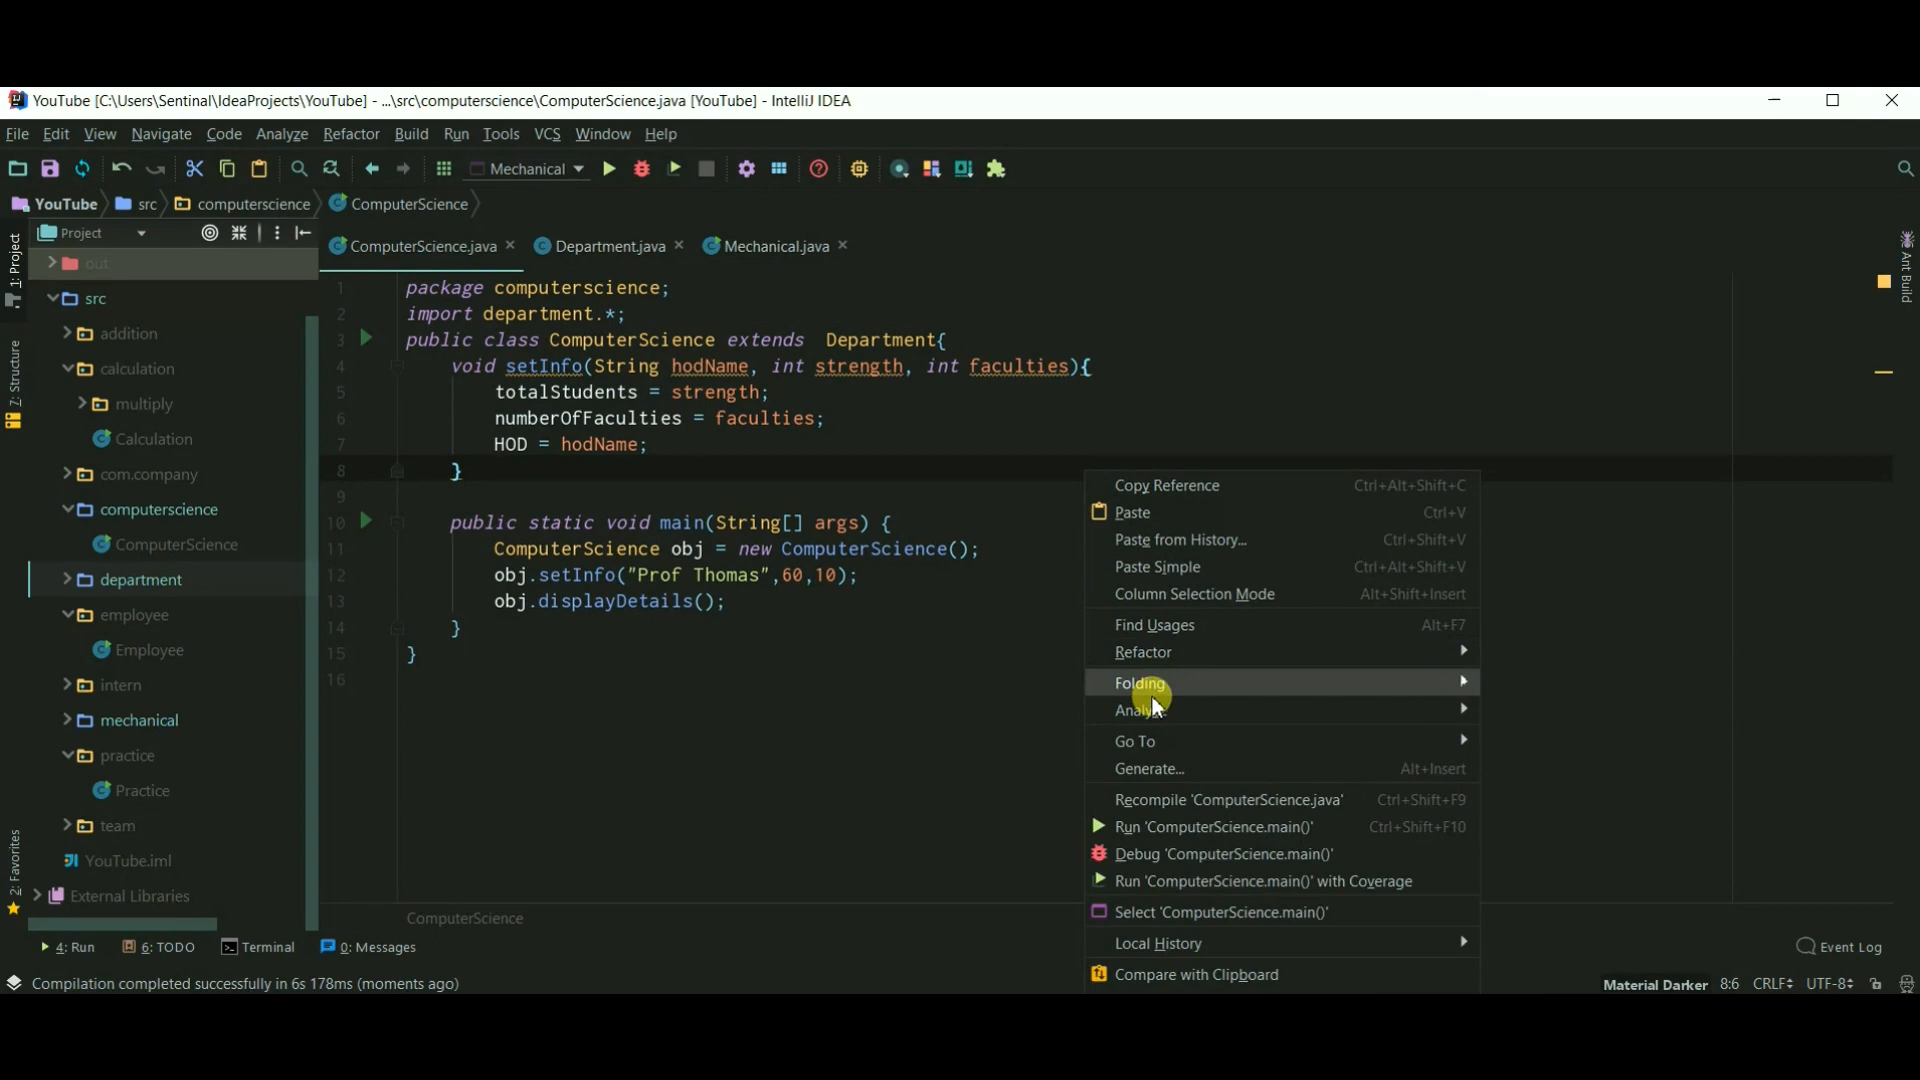 YouTube [C:\Users\Sentinal\IdeaProjects\YouTube] - ...\src\computerscience\ComputerScience.java [YouTube] - IntelliJ IDEA
File Edit View Navigate Code Analyze Refactor Build Run Tools VCS Window Help
Mechanical
YouTube src computerscience ComputerScience
Project
ComputerScience.java Department.java Mechanical.java
1: Project
7: Structure
2: Favorites
Ant Build
out
src
addition
calculation
multiply
Calculation
com.company
computerscience
ComputerScience
department
employee
Employee
intern
mechanical
practice
Practice
team
YouTube.iml
External Libraries
1 package computerscience;
2 import department.*;
3 public class ComputerScience extends Department{
4 void setInfo(String hodName, int strength, int faculties){
5 totalStudents = strength;
6 numberOfFaculties = faculties;
7 HOD = hodName;
8 }
9
10 public static void main(String[] args) {
11 ComputerScience obj = new ComputerScience();
12 obj.setInfo("Prof Thomas",60,10);
13 obj.displayDetails();
14 }
15 }
16
ComputerScience
Copy Reference Ctrl+Alt+Shift+C
Paste Ctrl+V
Paste from History... Ctrl+Shift+V
Paste Simple Ctrl+Alt+Shift+V
Column Selection Mode Alt+Shift+Insert
Find Usages Alt+F7
Refactor
Folding
Go To
Generate... Alt+Insert
Recompile 'ComputerScience.java' Ctrl+Shift+F9
Run 'ComputerScience.main()' Ctrl+Shift+F10
Debug 'ComputerScience.main()'
Run 'ComputerScience.main()' with Coverage
Select 'ComputerScience.main()'
Local History
Compare with Clipboard
4: Run 6: TODO Terminal 0: Messages Event Log
Compilation completed successfully in 6s 178ms (moments ago) Material Darker 8:6 CRLF UTF-8